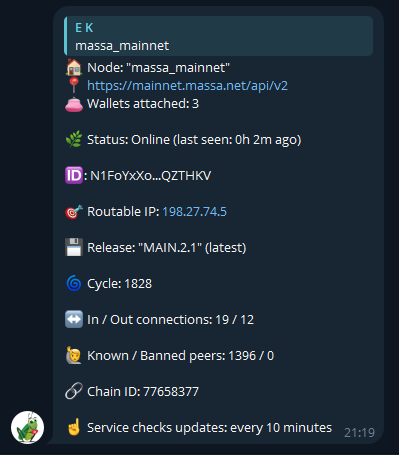 E K
massa_mainnet
🏠 Node: "massa_mainnet"
📍 https://mainnet.massa.net/api/v2
👛 Wallets attached: 3
🌿 Status: Online (last seen: 0h 2m ago)
🆔: N1FoYxXo...QZTHKV
🎯 Routable IP: 198.27.74.5
💾 Release: "MAIN.2.1" (latest)
🌀 Cycle: 1828
↔️ In / Out connections: 19 / 12
🙋 Known / Banned peers: 1396 / 0
🔗 Chain ID: 77658377
☝️ Service checks updates: every 10 minutes
21:19